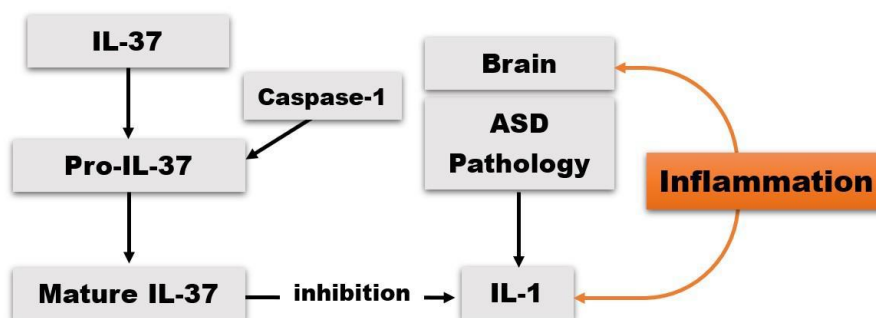 IL-37
Brain
Caspase-1
ASD
Pathology
Pro-IL-37
Inflammation
Mature IL-37
inhibition
IL-1